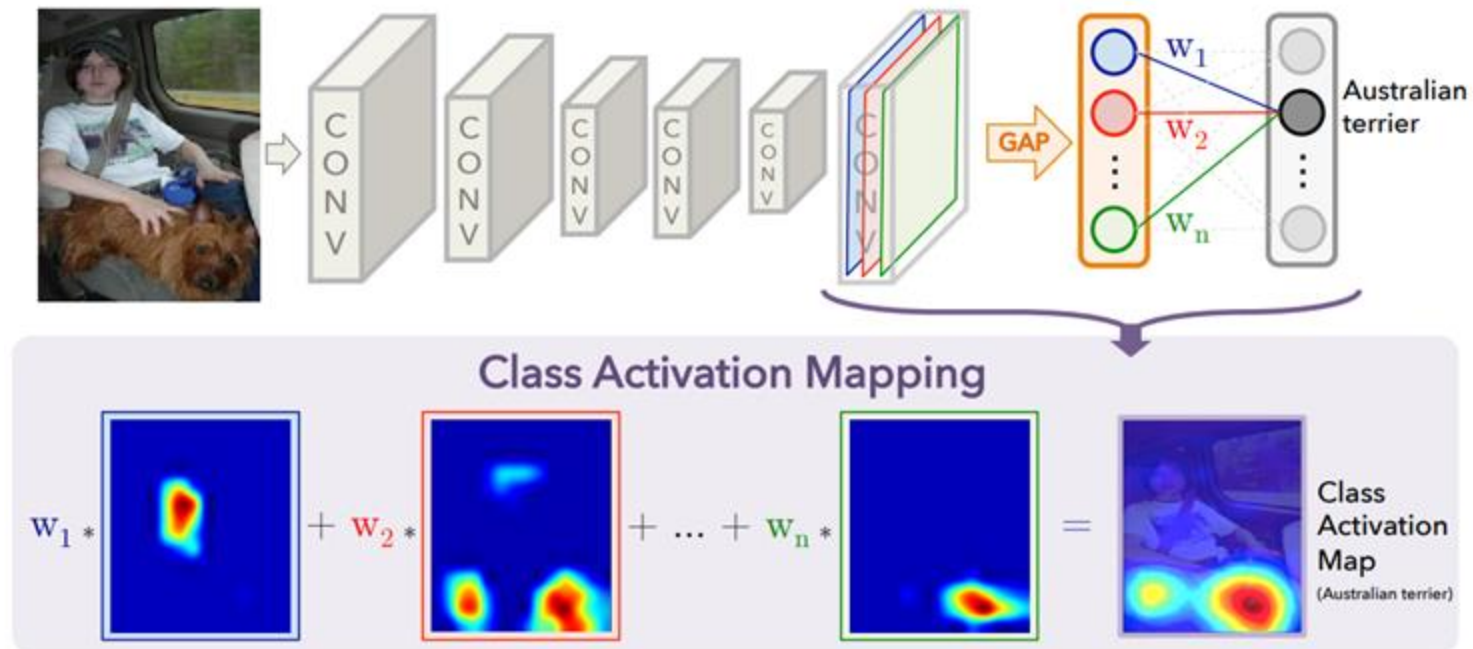 CONV
CONV
CONV
CONV
CONV
CONV
GAP
w₁
w₂
⋮
wₙ
⋮
Australian
terrier
Class Activation Mapping
w₁ * + w₂ * + ... + wₙ * =
Class
Activation
Map
(Australian terrier)